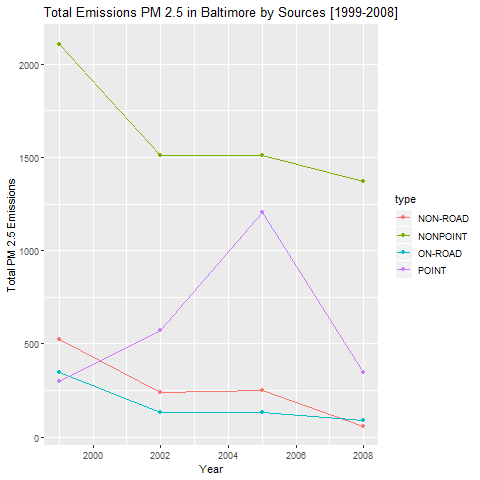 Total Emissions PM 2.5 in Baltimore by Sources [1999-2008]
2000
1500
1000
500
0
Total PM 2.5 Emissions
2000 2002 2004 2006 2008
Year
type
NON-ROAD
NONPOINT
ON-ROAD
POINT